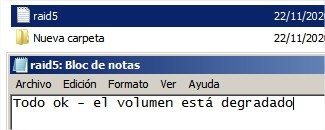 raid5 22/11/202
Nueva carpeta 22/11/202
raid5: Bloc de notas
Archivo Edición Formato Ver Ayuda
Todo ok - el volumen está degradado